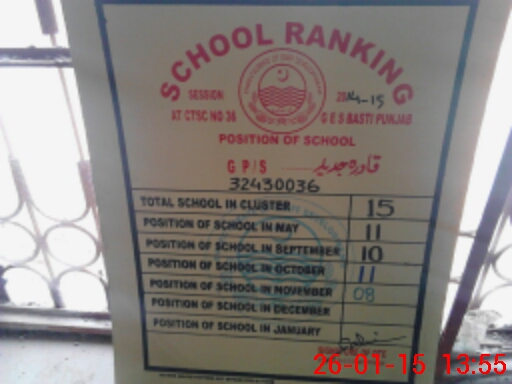 SCHOOL RANKING
SESSION 2014-15
AT CTSC NO 36 G E S BASTI PUNJAB
POSITION OF SCHOOL
G P/S قادره جدید
32430036
TOTAL SCHOOL IN CLUSTER 15
POSITION OF SCHOOL IN MAY 11
POSITION OF SCHOOL IN SEPTEMBER 10
POSITION OF SCHOOL IN OCTOBER 11
POSITION OF SCHOOL IN NOVEMBER 08
POSITION OF SCHOOL IN DECEMBER
POSITION OF SCHOOL IN JANUARY
26-01-15 13:55